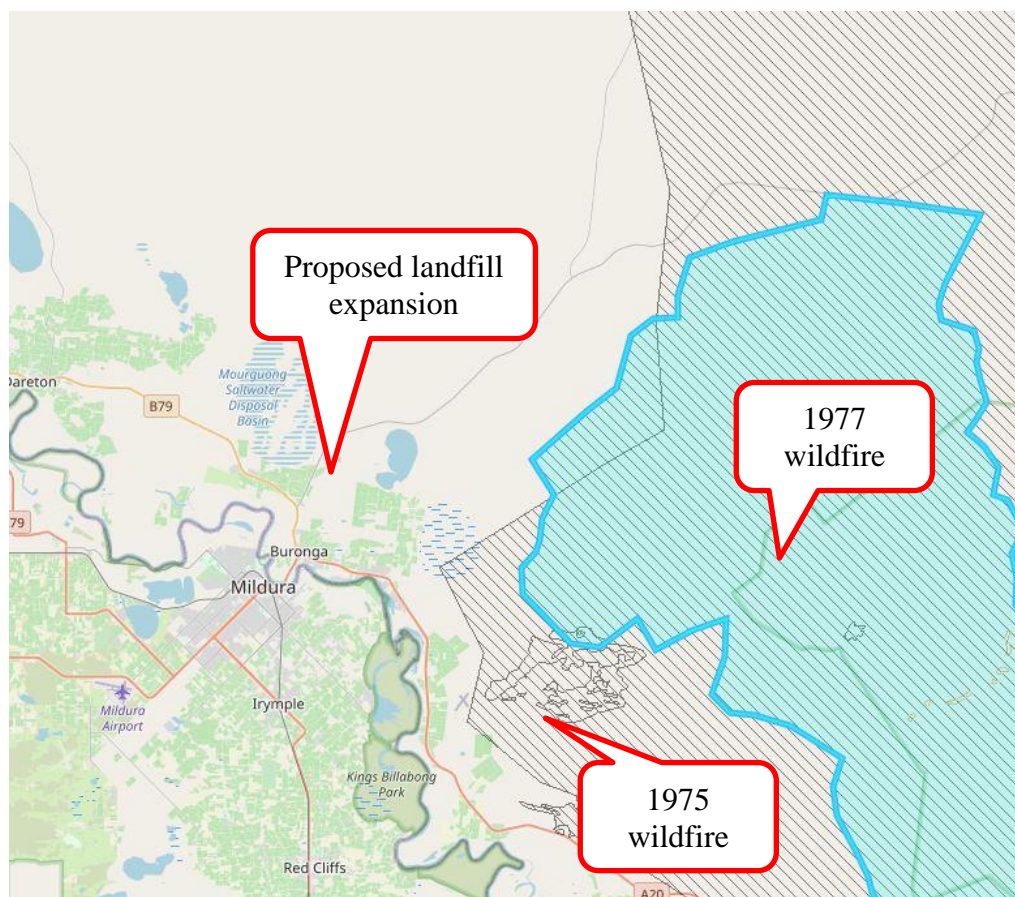 Proposed landfill
expansion
Mourquong
Saltwater
Disposal
Basin
Dareton
B79
1977
wildfire
79
Buronga
Mildura
Irymple
Mildura
Airport
Kings Billabong
Park
1975
wildfire
Red Cliffs
A20